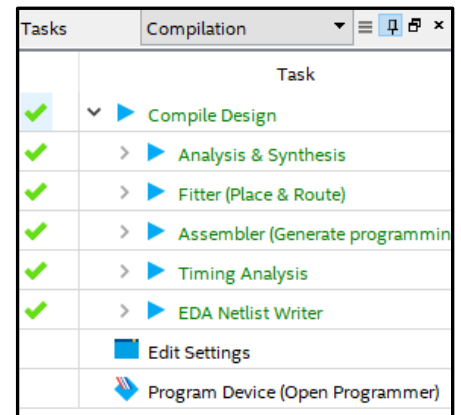 Tasks Compilation
Task
Compile Design
Analysis & Synthesis
Fitter (Place & Route)
Assembler (Generate programmin
Timing Analysis
EDA Netlist Writer
Edit Settings
Program Device (Open Programmer)